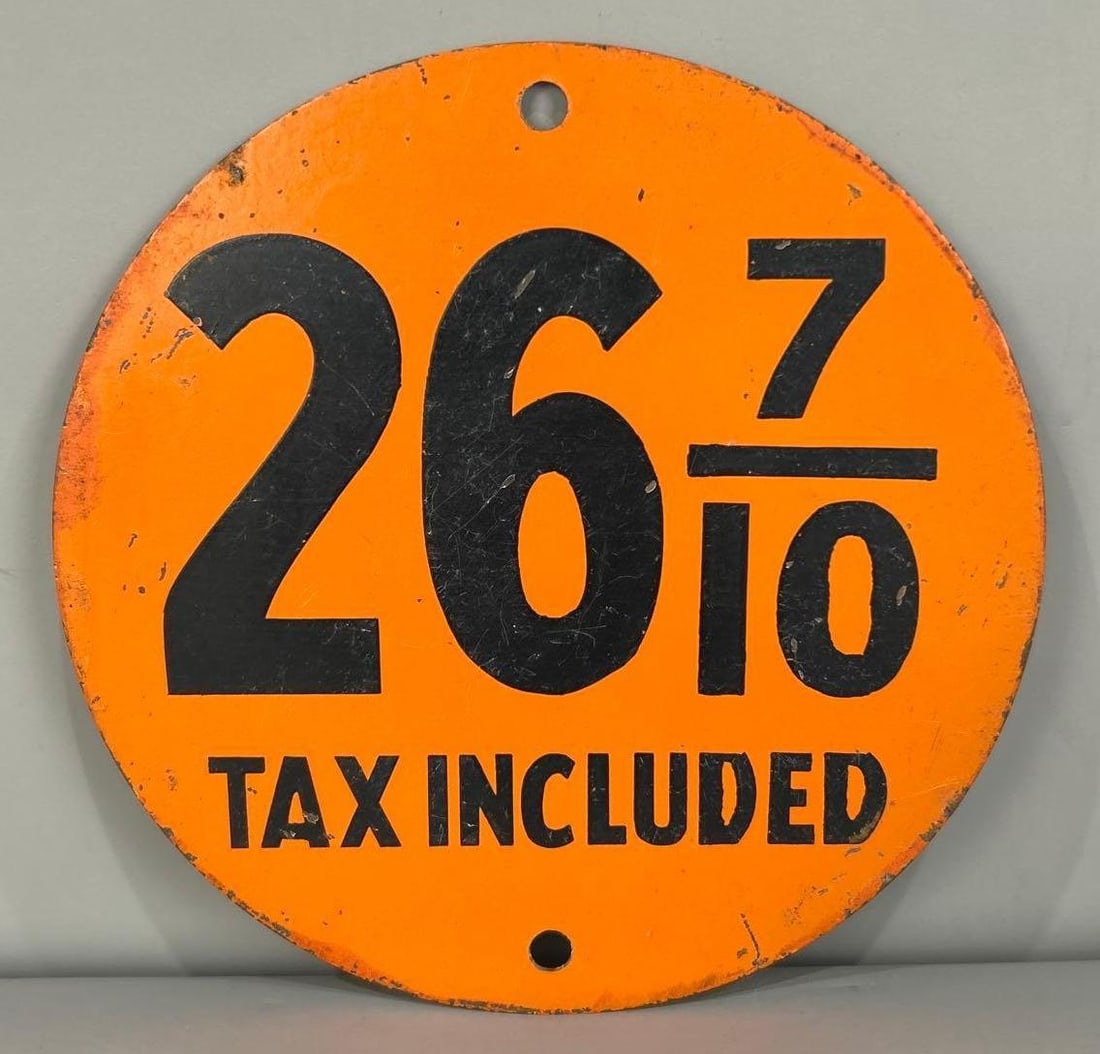 26 7/10
TAX INCLUDED